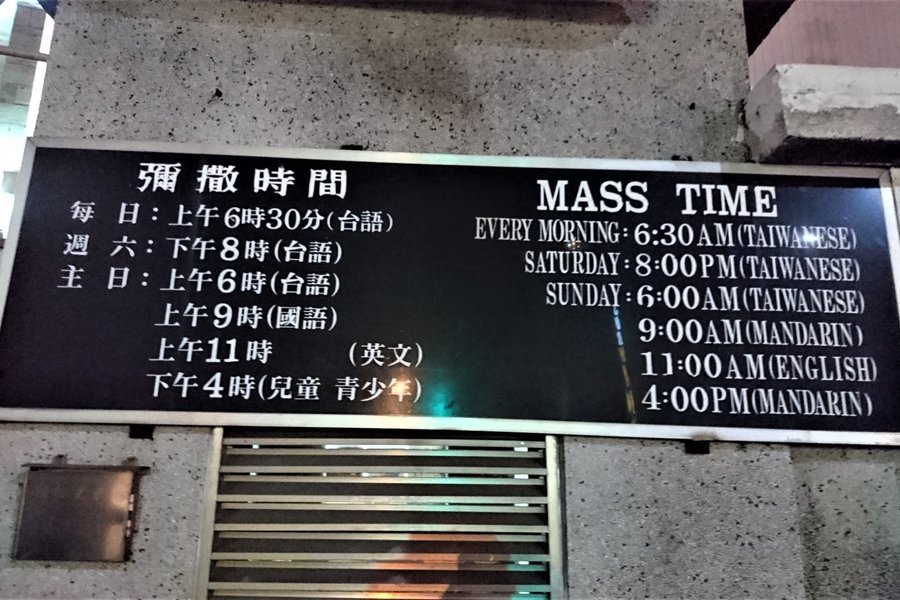 彌撒時間
每日：上午6時30分(台語)
週六：下午8時(台語)
主日：上午6時(台語)
上午9時(國語)
上午11時 (英文)
下午4時(兒童 青少年)
MASS TIME
EVERY MORNING: 6:30AM(TAIWANESE)
SATURDAY: 8:00PM(TAIWANESE)
SUNDAY: 6:00AM(TAIWANESE)
9:00AM(MANDARIN)
11:00AM(ENGLISH)
4:00PM(MANDARIN)